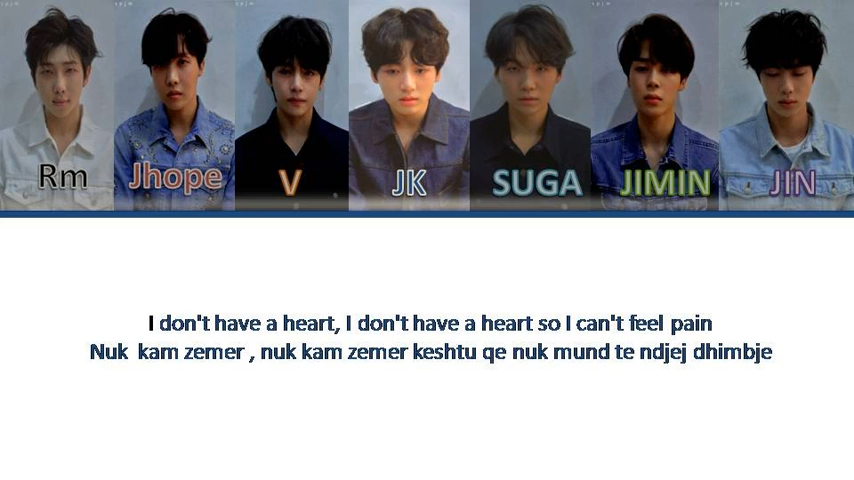 Rm Jhope V JK SUGA JIMIN JIN
I don't have a heart, I don't have a heart so I can't feel pain
Nuk kam zemer , nuk kam zemer keshtu qe nuk mund te ndjej dhimbje